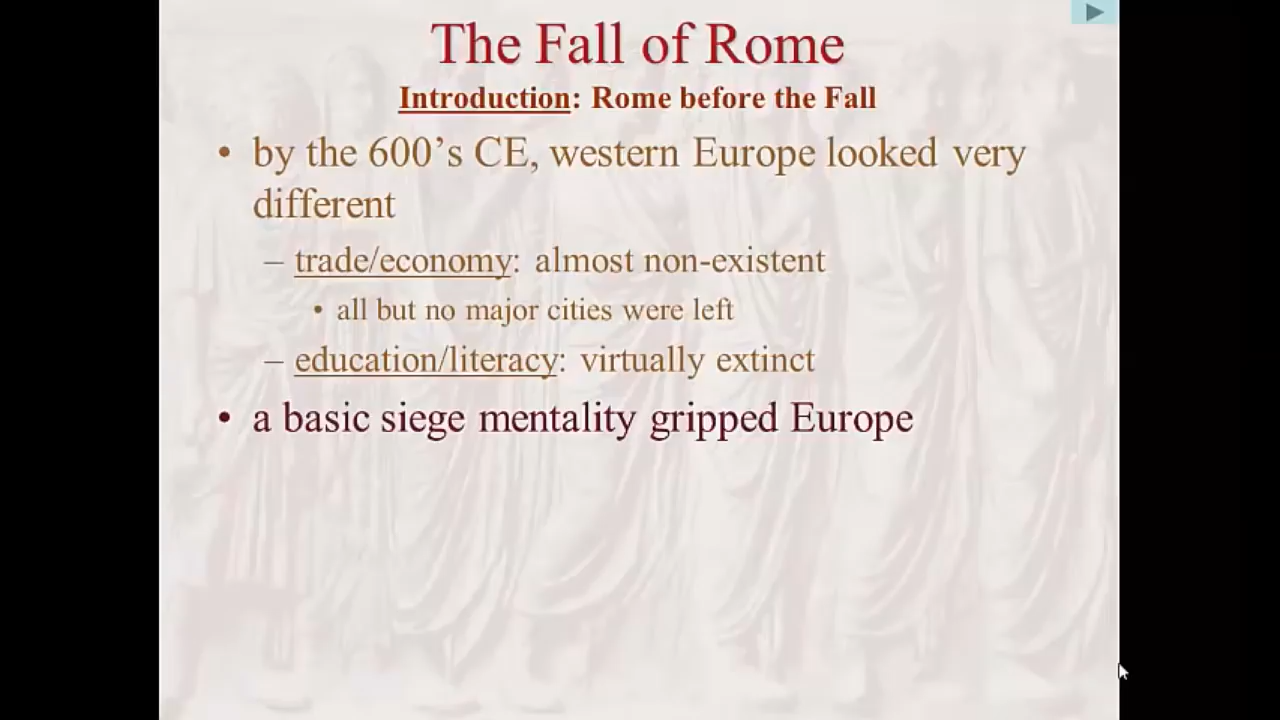 The Fall of Rome
Introduction: Rome before the Fall
• by the 600’s CE, western Europe looked very
different
– trade/economy: almost non-existent
• all but no major cities were left
– education/literacy: virtually extinct
• a basic siege mentality gripped Europe